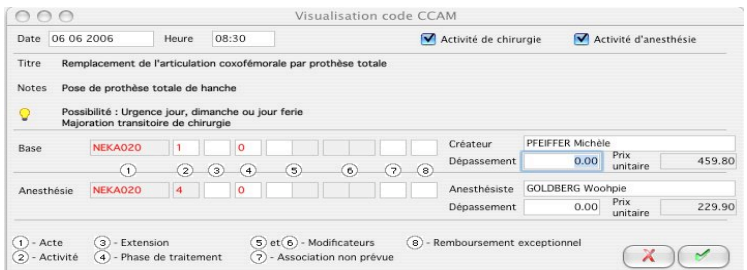 Visualisation code CCAM
Date 06 06 2006 Heure 08:30 Activité de chirurgie Activité d'anesthésie
Titre Remplacement de l'articulation coxofémorale par prothèse totale
Notes Pose de prothèse totale de hanche
Possibilité : Urgence jour, dimanche ou jour ferie
Majoration transitoire de chirurgie
Base NEKA020 1 0 Créateur PFEIFFER Michèle
Dépassement 0.00 Prix unitaire 459.80
1 2 3 4 5 6 7 8
Anesthésie NEKA020 4 0 Anesthésiste GOLDBERG Woohpie
Dépassement 0.00 Prix unitaire 229.90
1 - Acte 3 - Extension 5 et 6 - Modificateurs 8 - Remboursement exceptionnel
2 - Activité 4 - Phase de traitement 7 - Association non prévue